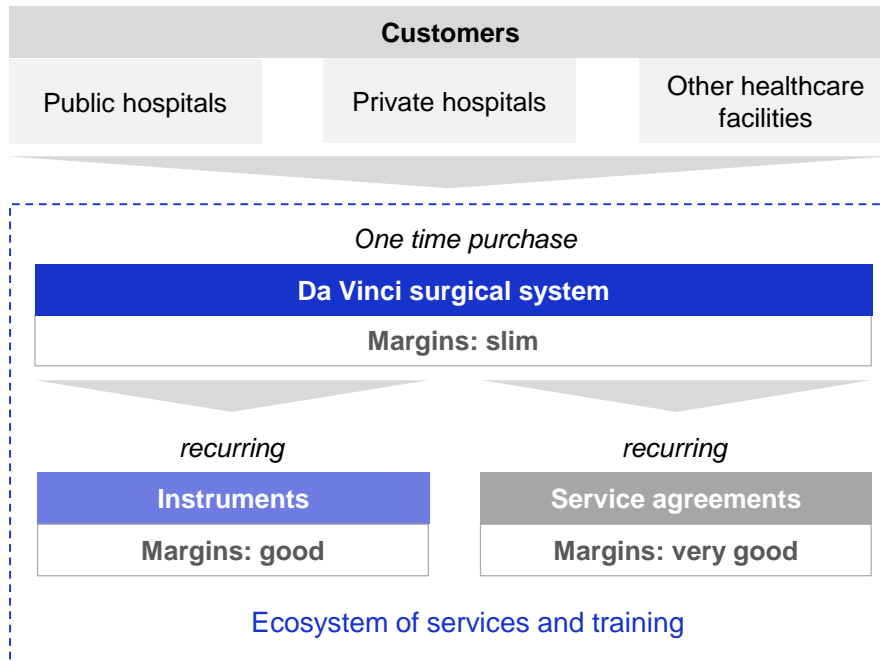 Customers
Public hospitals
Private hospitals
Other healthcare
facilities
One time purchase
Da Vinci surgical system
Margins: slim
recurring
recurring
Instruments
Service agreements
Margins: good
Margins: very good
Ecosystem of services and training